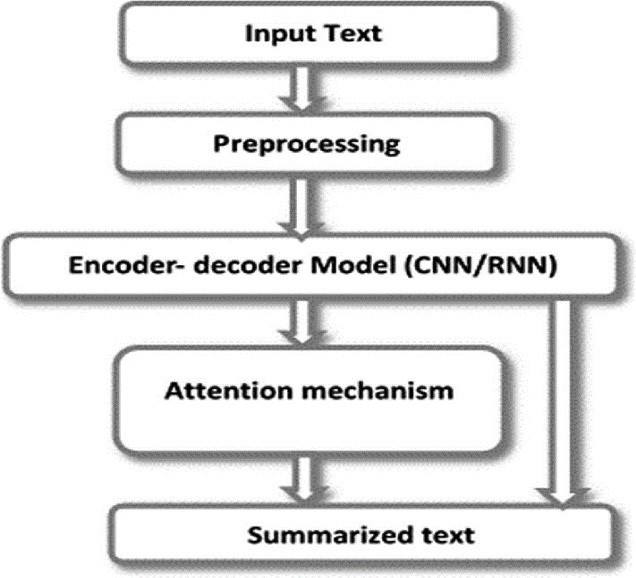 Input Text
Preprocessing
Encoder- decoder Model (CNN/RNN)
Attention mechanism
Summarized text